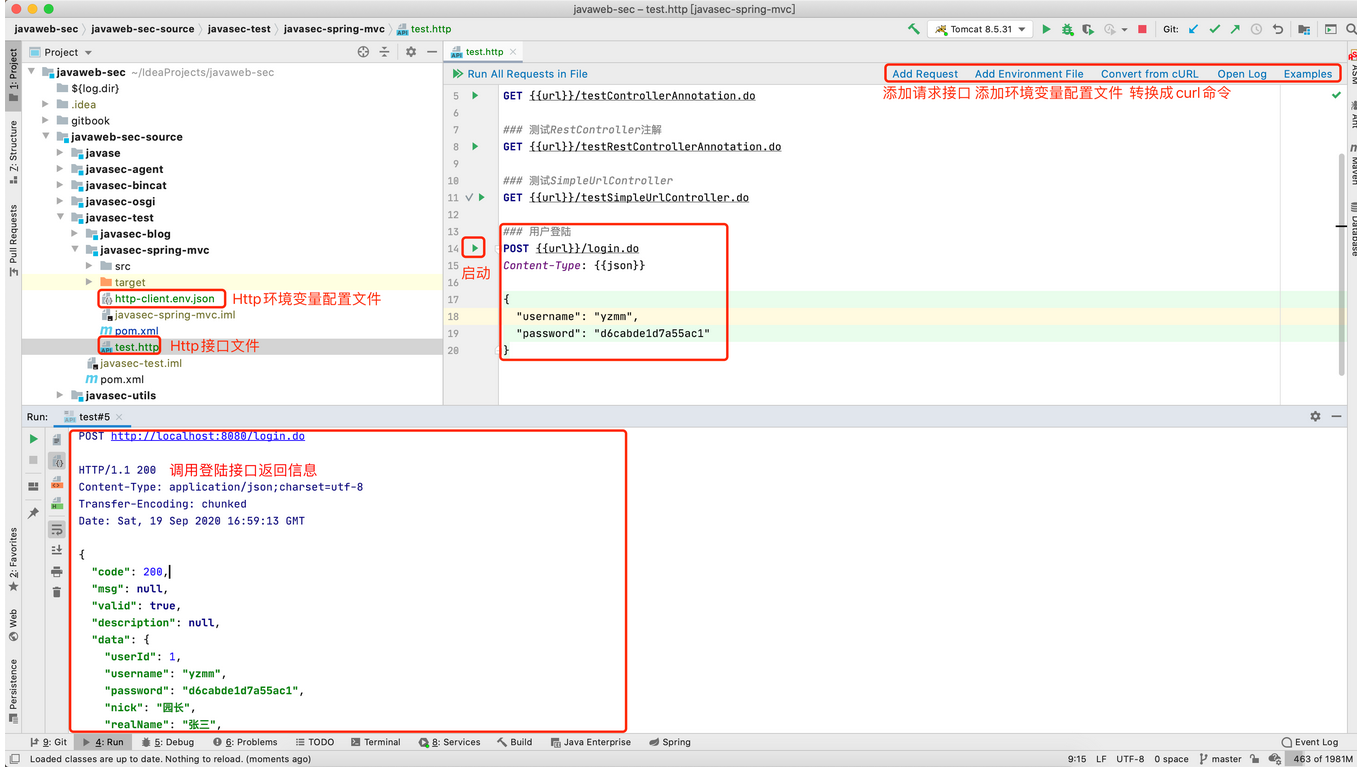 javaweb-sec – test.http [javasec-spring-mvc]
javaweb-sec
javaweb-sec-source
javasec-test
javasec-spring-mvc
test.http
Tomcat 8.5.31
Git:
Project
test.http
1: Project
Z: Structure
Pull Requests
2: Favorites
Web
Persistence
javaweb-sec ~/IdeaProjects/javaweb-sec
${log.dir}
.idea
gitbook
javaweb-sec-source
javase
javasec-agent
javasec-bincat
javasec-osgi
javasec-test
javasec-blog
javasec-spring-mvc
src
target
http-client.env.json Http环境变量配置文件
javasec-spring-mvc.iml
pom.xml
test.http Http接口文件
javasec-test.iml
pom.xml
javasec-utils
Run All Requests in File
Add Request Add Environment File Convert from cURL Open Log Examples
添加请求接口 添加环境变量配置文件 转换成curl命令
5 GET {{url}}/testControllerAnnotation.do
6
7 ### 测试RestController注解
8 GET {{url}}/testRestControllerAnnotation.do
9
10 ### 测试SimpleUrlController
11 GET {{url}}/testSimpleUrlController.do
12
13 ### 用户登陆
14 POST {{url}}/login.do
15 Content-Type: {{json}}
启动
16
17 {
18 "username": "yzmm",
19 "password": "d6cabde1d7a55ac1"
20 }
Ant
Maven
Database
Run: test#5
POST http://localhost:8080/login.do
HTTP/1.1 200 调用登陆接口返回信息
Content-Type: application/json;charset=utf-8
Transfer-Encoding: chunked
Date: Sat, 19 Sep 2020 16:59:13 GMT
{
"code": 200,
"msg": null,
"valid": true,
"description": null,
"data": {
"userId": 1,
"username": "yzmm",
"password": "d6cabde1d7a55ac1",
"nick": "园长",
"realName": "张三",
9: Git 4: Run 5: Debug 6: Problems TODO Terminal 8: Services Build Java Enterprise Spring Event Log
Loaded classes are up to date. Nothing to reload. (moments ago) 9:15 LF UTF-8 0 space master 463 of 1981M